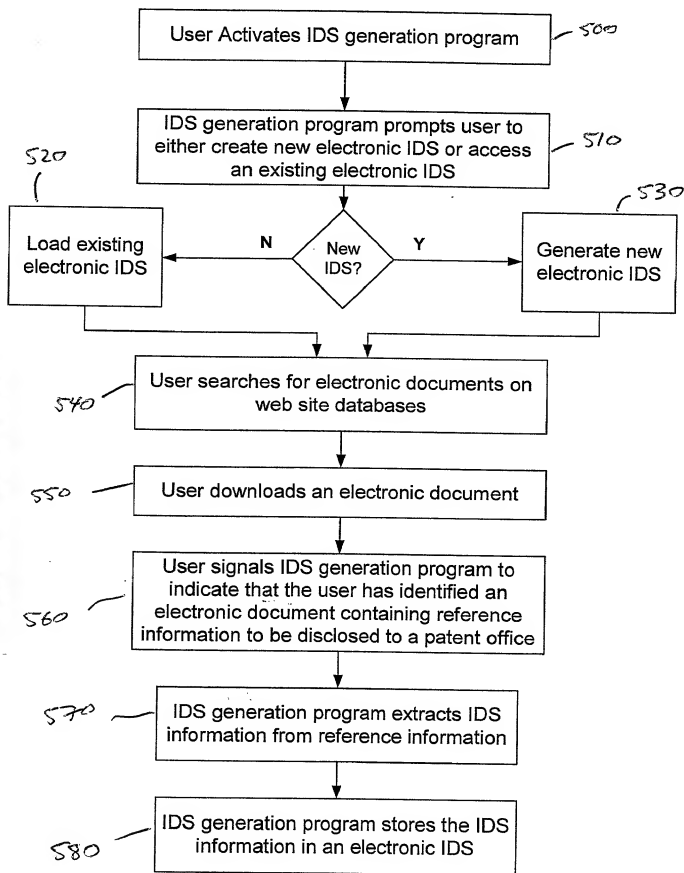 User Activates IDS generation program
500
IDS generation program prompts user to
either create new electronic IDS or access
an existing electronic IDS
510
520
530
Load existing
electronic IDS
N
New
IDS?
Y
Generate new
electronic IDS
User searches for electronic documents on
web site databases
540
User downloads an electronic document
550
User signals IDS generation program to
indicate that the user has identified an
electronic document containing reference
information to be disclosed to a patent office
560
IDS generation program extracts IDS
information from reference information
570
IDS generation program stores the IDS
information in an electronic IDS
580